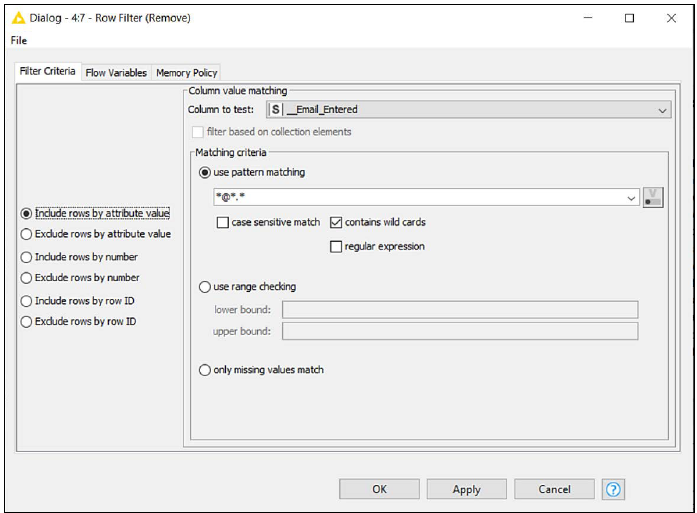 Dialog - 4:7 - Row Filter (Remove)
File
Filter Criteria Flow Variables Memory Policy
Column value matching
Column to test: S __Email_Entered
filter based on collection elements
Matching criteria
use pattern matching
*@*.*
case sensitive match contains wild cards
regular expression
use range checking
lower bound:
upper bound:
only missing values match
Include rows by attribute value
Exclude rows by attribute value
Include rows by number
Exclude rows by number
Include rows by row ID
Exclude rows by row ID
OK Apply Cancel ?